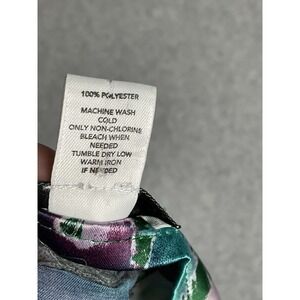 100% POLYESTER
MACHINE WASH
COLD
ONLY NON-CHLORINE
BLEACH WHEN
NEEDED
TUMBLE DRY LOW
WARM IRON
IF NEEDED